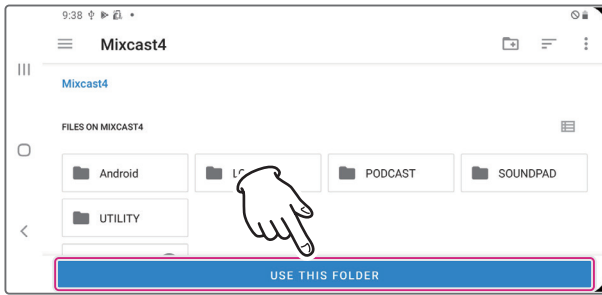 9:38
Mixcast4
Mixcast4
FILES ON MIXCAST4
Android
PODCAST
SOUNDPAD
UTILITY
USE THIS FOLDER